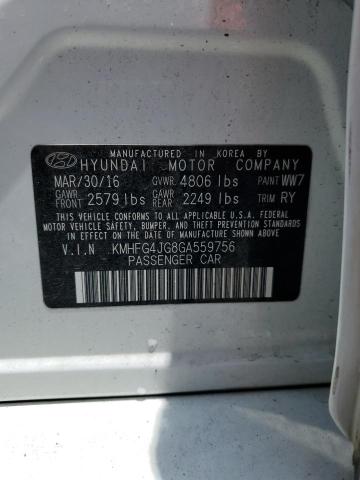 MANUFACTURED IN KOREA BY
HYUNDAI MOTOR COMPANY
MAR/30/16 GVWR: 4806 lbs PAINT WW7
GAWR: FRONT 2579 lbs GAWR: REAR 2249 lbs TRIM RY
THIS VEHICLE CONFORMS TO ALL APPLICABLE U.S.A. FEDERAL
MOTOR VEHICLE SAFETY, BUMPER, AND THEFT PREVENTION
STANDARDS IN EFFECT ON THE DATE OF MANUFACTURE SHOWN ABOVE.
V.I.N KMHFG4JG8GA559756
PASSENGER CAR